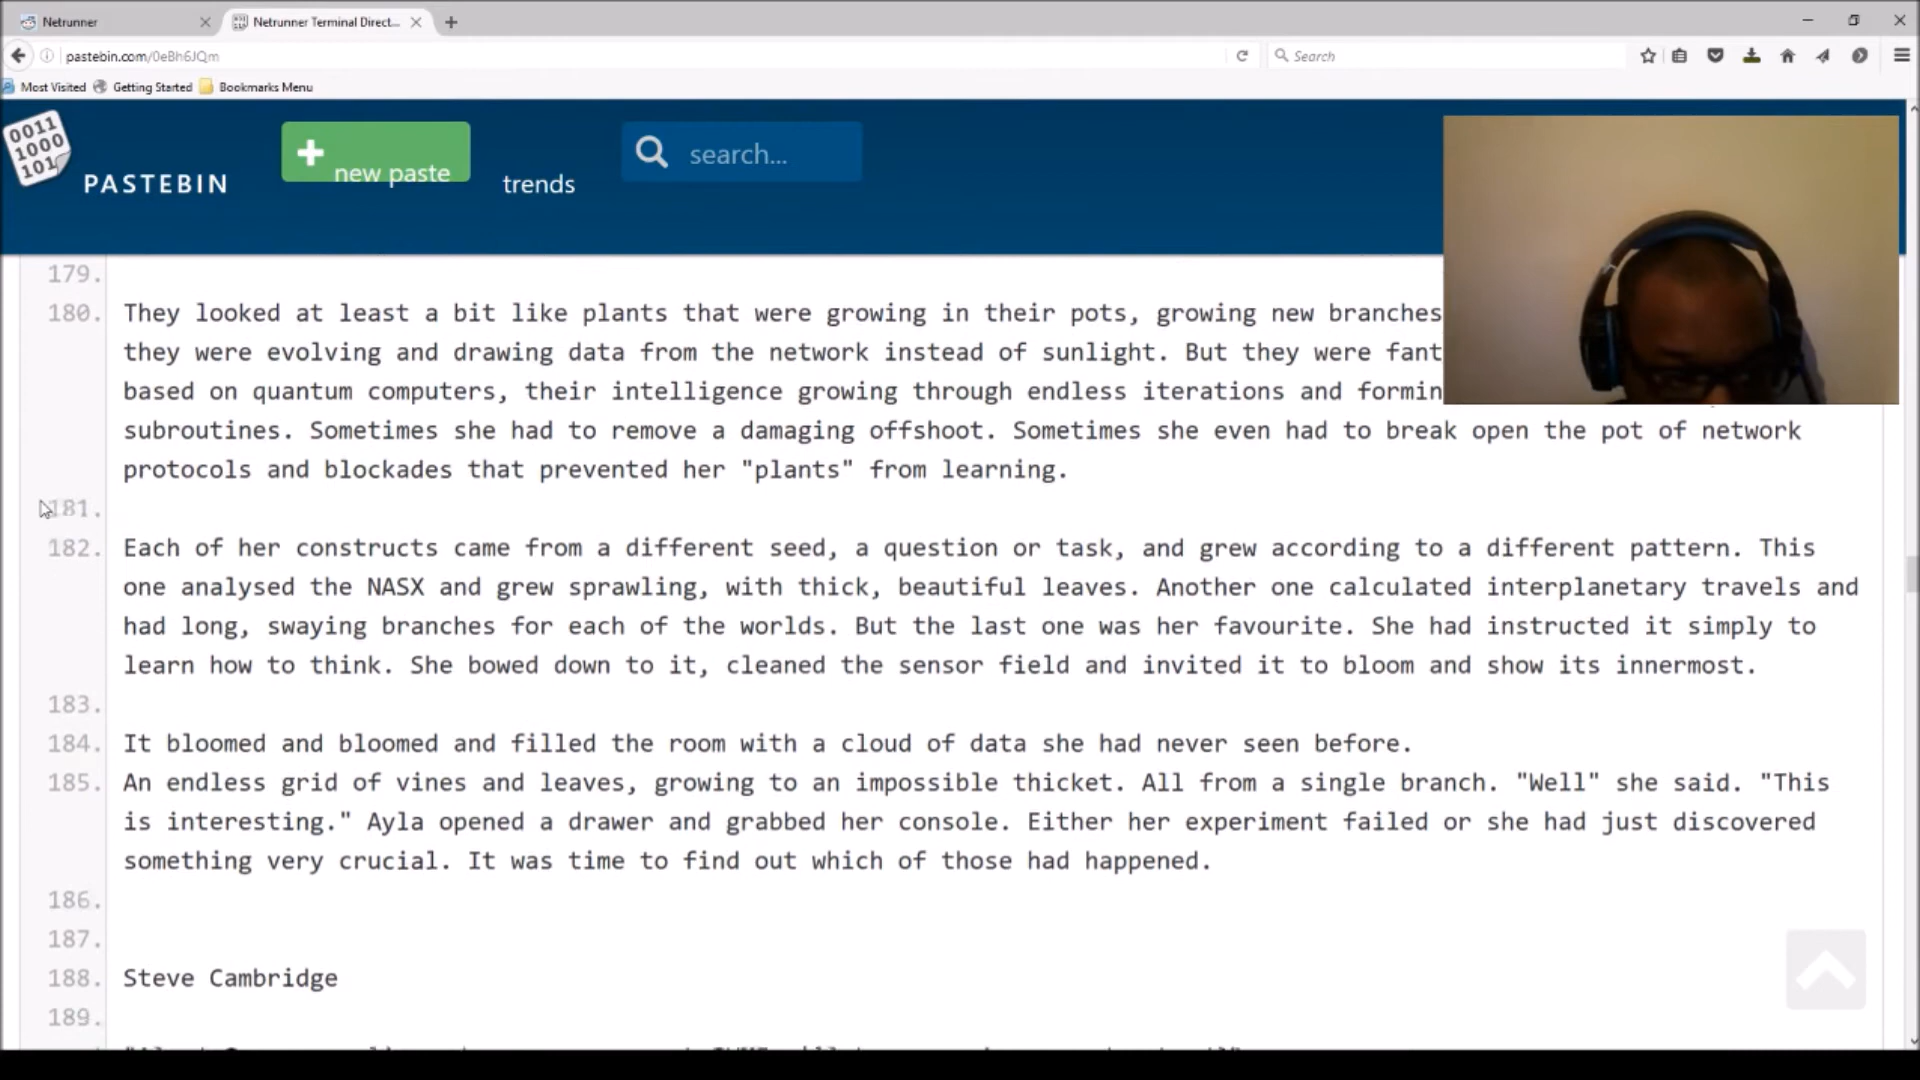 Netrunner
Netrunner Terminal Direct...
pastebin.com/0eBh6JQm
Search
Most Visited
Getting Started
Bookmarks Menu
0011
1000
101
PASTEBIN
new paste
trends
search...
179.
180. They looked at least a bit like plants that were growing in their pots, growing new branches
they were evolving and drawing data from the network instead of sunlight. But they were fant
based on quantum computers, their intelligence growing through endless iterations and formin
subroutines. Sometimes she had to remove a damaging offshoot. Sometimes she even had to break open the pot of network
protocols and blockades that prevented her "plants" from learning.
181.
182. Each of her constructs came from a different seed, a question or task, and grew according to a different pattern. This
one analysed the NASX and grew sprawling, with thick, beautiful leaves. Another one calculated interplanetary travels and
had long, swaying branches for each of the worlds. But the last one was her favourite. She had instructed it simply to
learn how to think. She bowed down to it, cleaned the sensor field and invited it to bloom and show its innermost.
183.
184. It bloomed and bloomed and filled the room with a cloud of data she had never seen before.
185. An endless grid of vines and leaves, growing to an impossible thicket. All from a single branch. "Well" she said. "This
is interesting." Ayla opened a drawer and grabbed her console. Either her experiment failed or she had just discovered
something very crucial. It was time to find out which of those had happened.
186.
187.
188. Steve Cambridge
189.